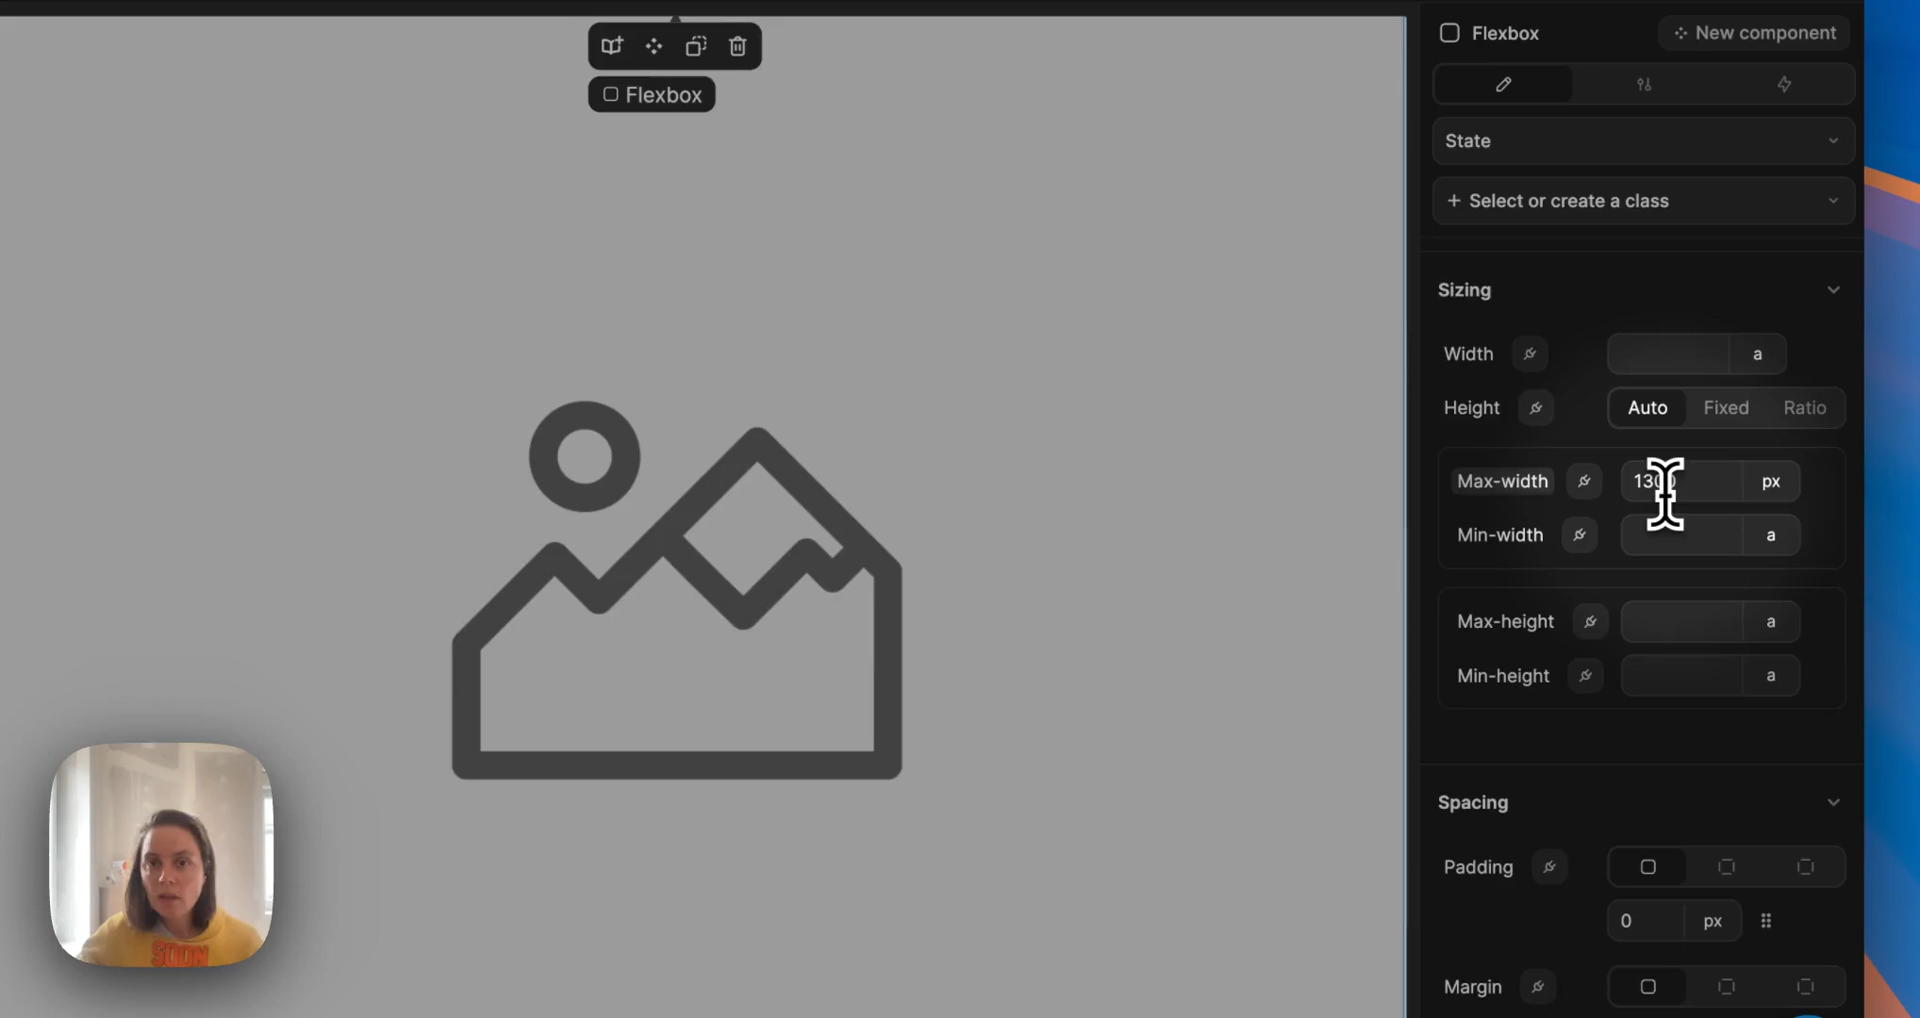 Flexbox
Flexbox
New component
State
+ Select or create a class
Sizing
Width
a
Height
Auto
Fixed
Ratio
Max-width
px
Min-width
a
Max-height
a
Min-height
a
Spacing
Padding
0
px
Margin